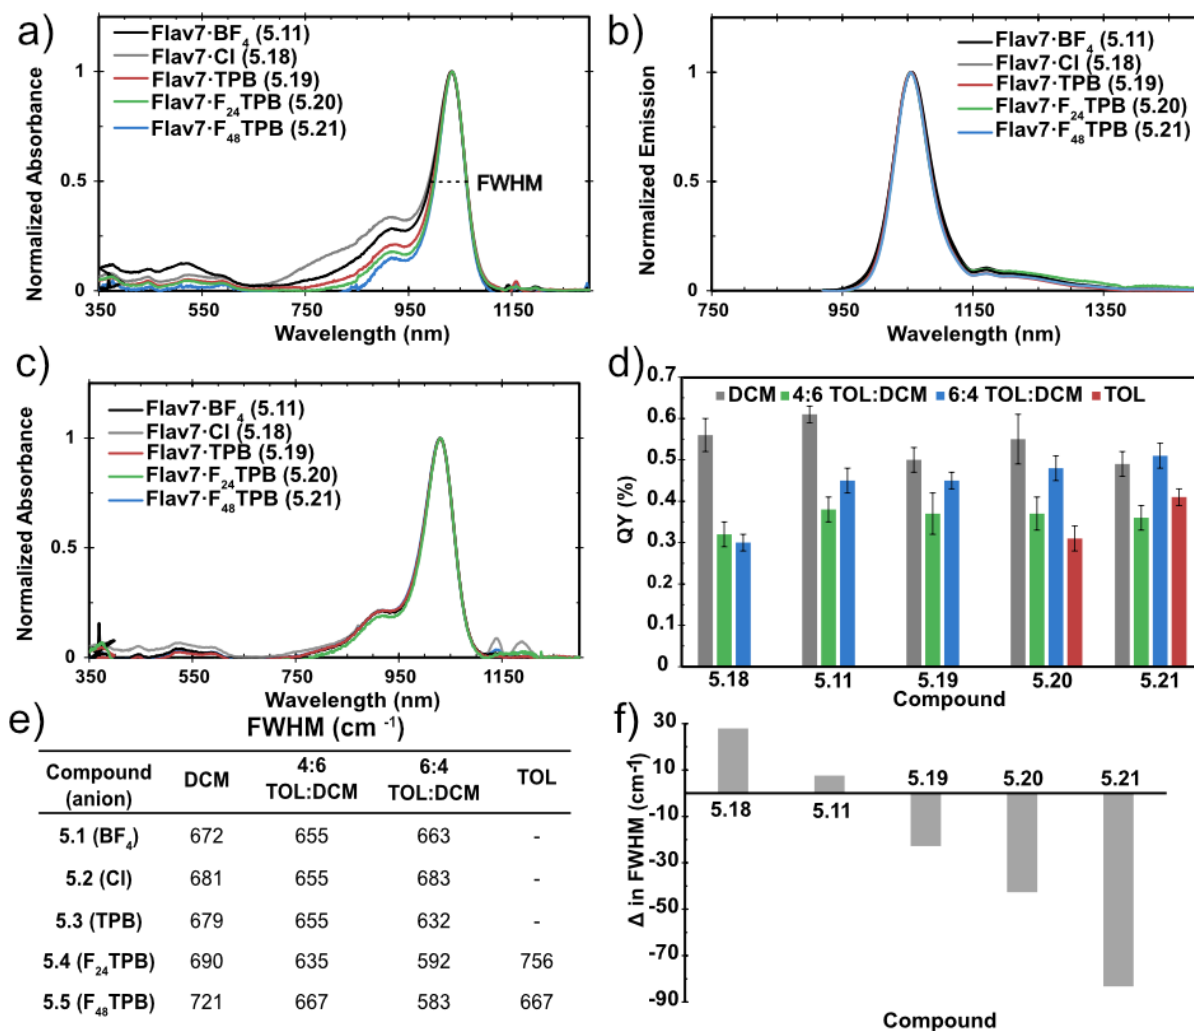 a)
Flav7·BF4 (5.11)
Flav7·Cl (5.18)
Flav7·TPB (5.19)
Flav7·F24TPB (5.20)
Flav7·F48TPB (5.21)
1
0.5
0
FWHM
Normalized Absorbance
350 550 750 950 1150
Wavelength (nm)
b)
Flav7·BF4 (5.11)
Flav7·Cl (5.18)
Flav7·TPB (5.19)
Flav7·F24TPB (5.20)
Flav7·F48TPB (5.21)
1
0.5
0
Normalized Emission
750 950 1150 1350
Wavelength (nm)
c)
Flav7·BF4 (5.11)
Flav7·Cl (5.18)
Flav7·TPB (5.19)
Flav7·F24TPB (5.20)
Flav7·F48TPB (5.21)
1
0.5
0
Normalized Absorbance
350 550 750 950 1150
Wavelength (nm)
d)
DCM 4:6 TOL:DCM 6:4 TOL:DCM TOL
0.7
0.6
0.5
0.4
0.3
0.2
0.1
0
QY (%)
5.18 5.11 5.19 5.20 5.21
Compound
e)
FWHM (cm -1)
Compound (anion) DCM 4:6 TOL:DCM 6:4 TOL:DCM TOL
5.1 (BF4) 672 655 663 -
5.2 (Cl) 681 655 683 -
5.3 (TPB) 679 655 632 -
5.4 (F24TPB) 690 635 592 756
5.5 (F48TPB) 721 667 583 667
f)
30
10
-10
-30
-50
-70
-90
Δ in FWHM (cm-1)
5.18 5.11 5.19 5.20 5.21
Compound